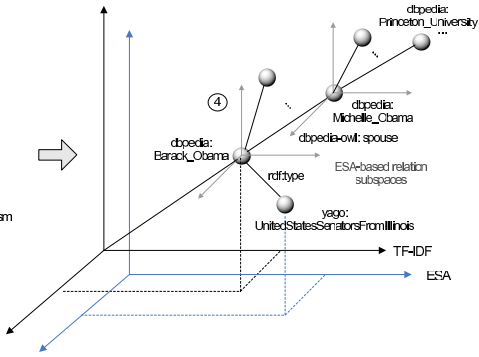 dbpedia:
Princeton_University
...
4
...
...
dbpedia:
Michelle_Obama
dbpedia-owl: spouse
dbpedia:
Barack_Obama
ESA-based relation
subspaces
rdf:type
sm
yago:
UnitedStatesSenatorsFromIllinois
TF-IDF
ESA